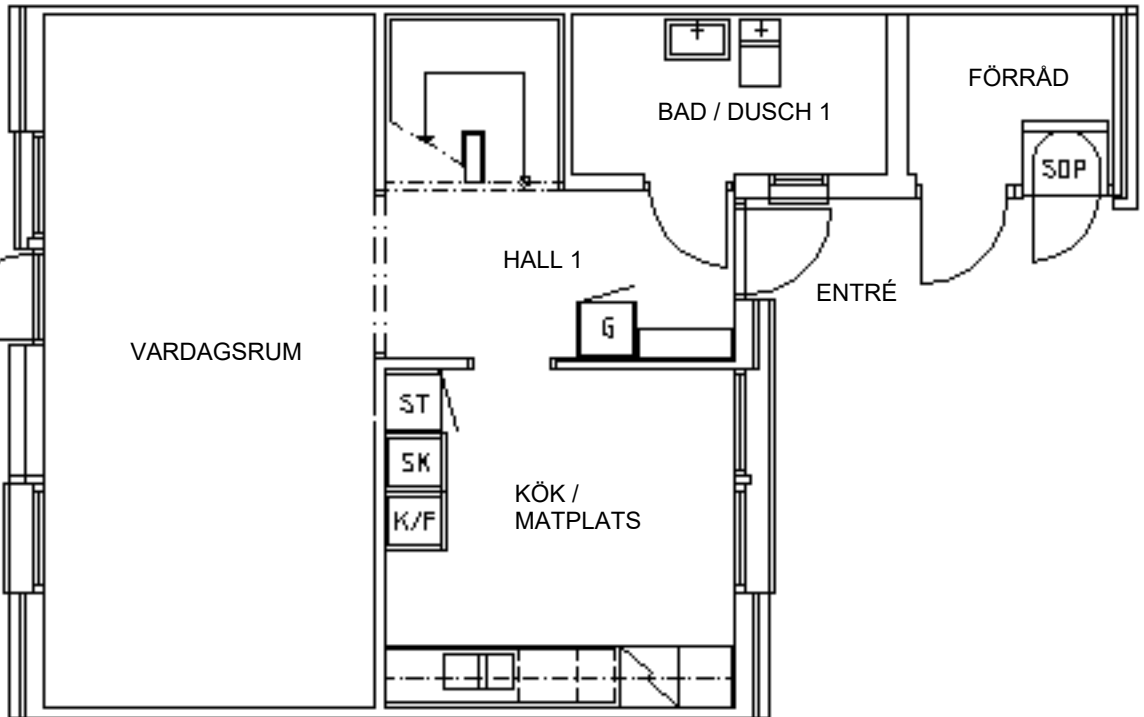 FÖRRÅD
BAD / DUSCH 1
SOP
HALL 1
ENTRÉ
G
VARDAGSRUM
ST
SK
K/F
KÖK /
MATPLATS